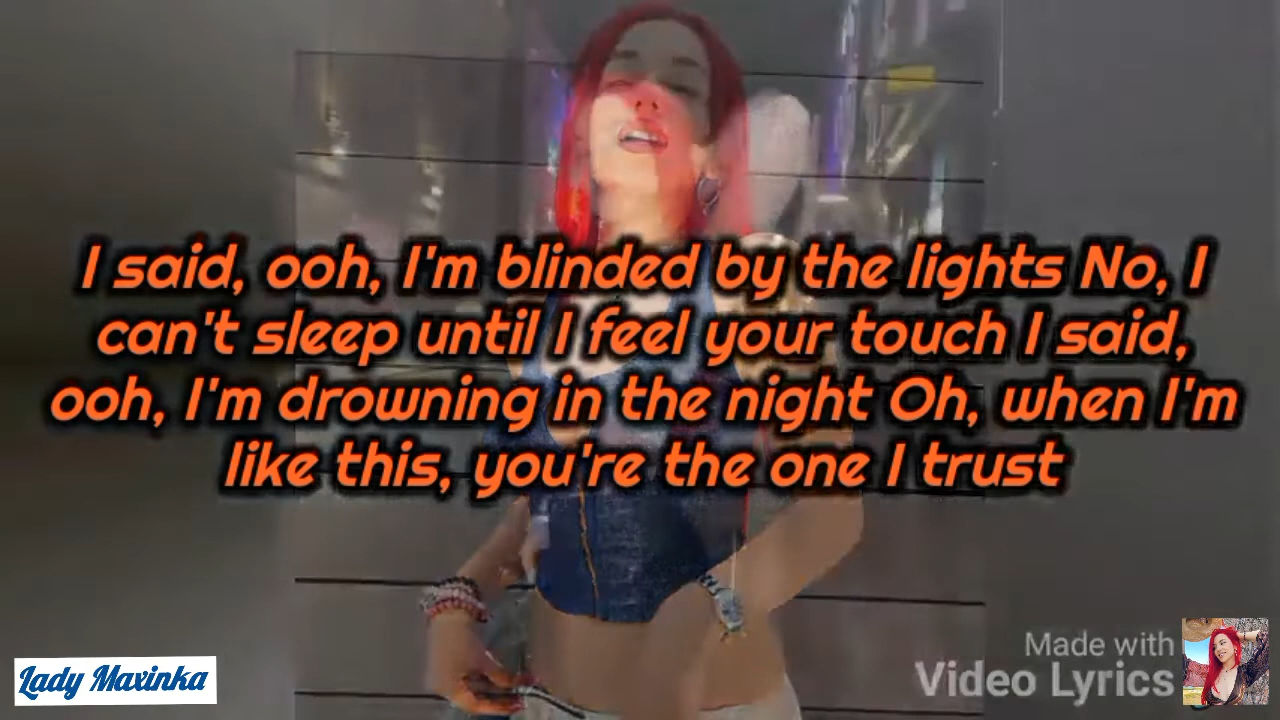 I said, ooh, I'm blinded by the lights No, I
can't sleep until I feel your touch I said,
ooh, I'm drowning in the night Oh, when I'm
like this, you're the one I trust
Made with
Video Lyrics
Lady Maxinka